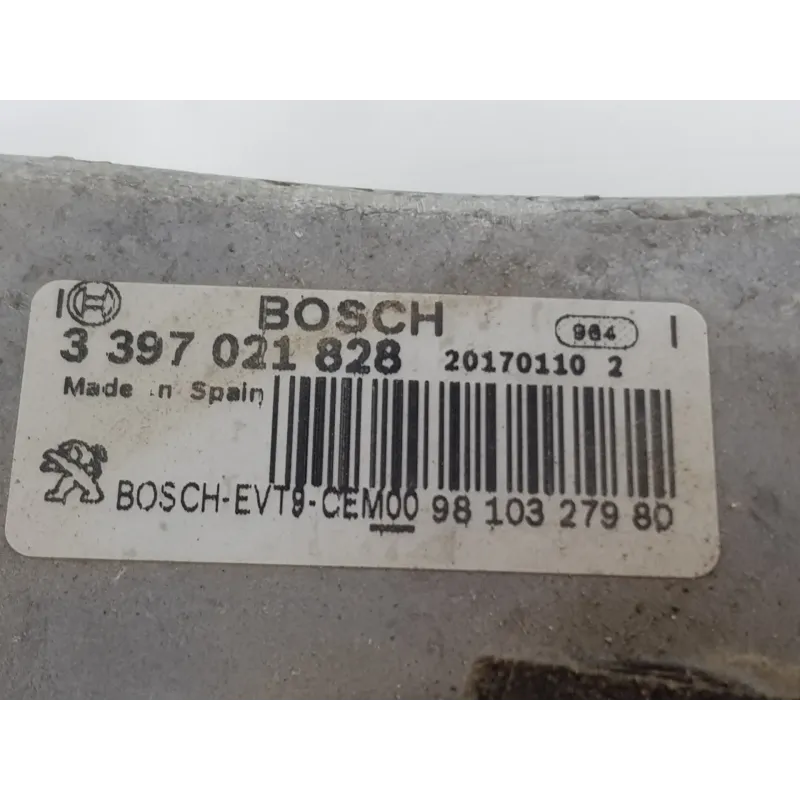 BOSCH
964
3 397 021 828 20170110 2
Made in Spain
BOSCH-EVT9-CEM00 98 103 279 80